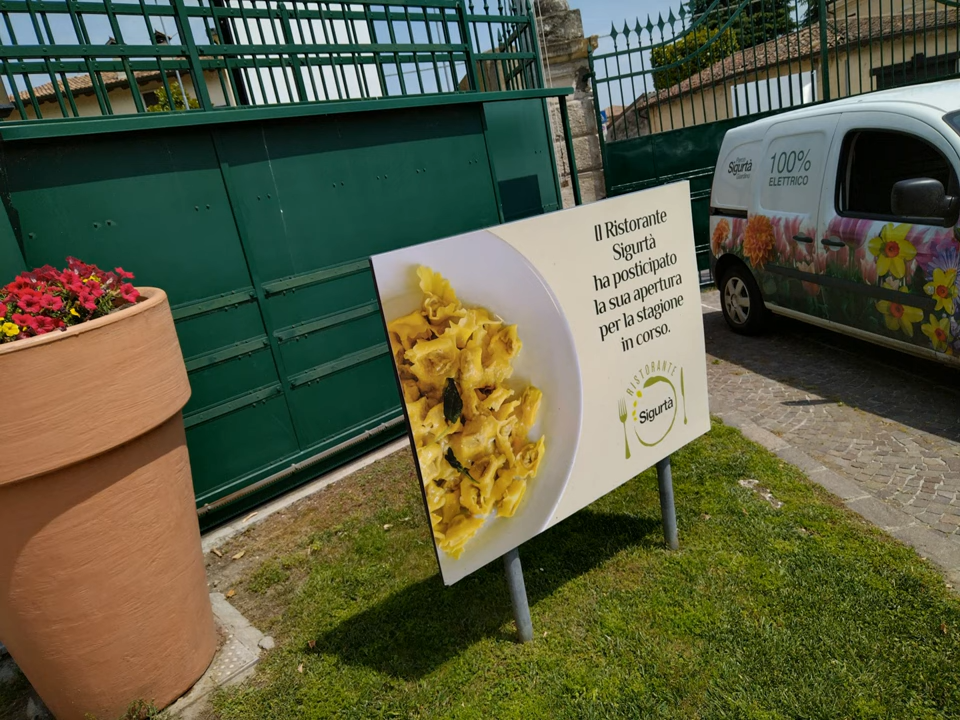 Il Ristorante
Sigurtà
ha posticipato
la sua apertura
per la stagione
in corso.
RISTORANTE
Sigurtà
Sigurtà
100%
ELETTRICO